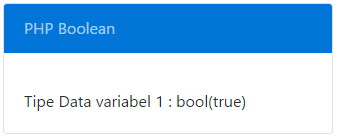 PHP Boolean
Tipe Data variabel 1 : bool(true)